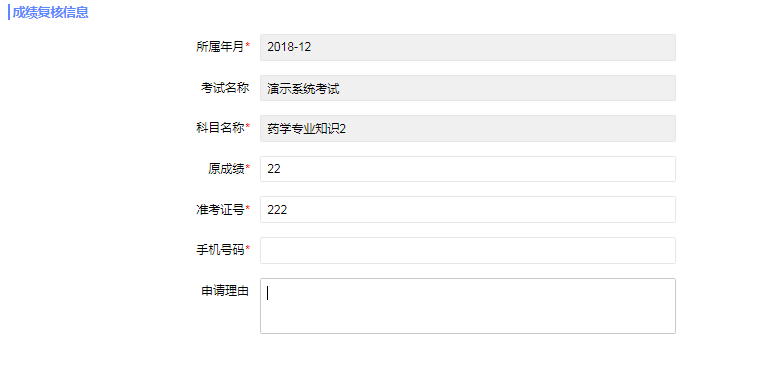 成绩复核信息
所属年月* 2018-12
考试名称 演示系统考试
科目名称* 药学专业知识2
原成绩* 22
准考证号* 222
手机号码*
申请理由